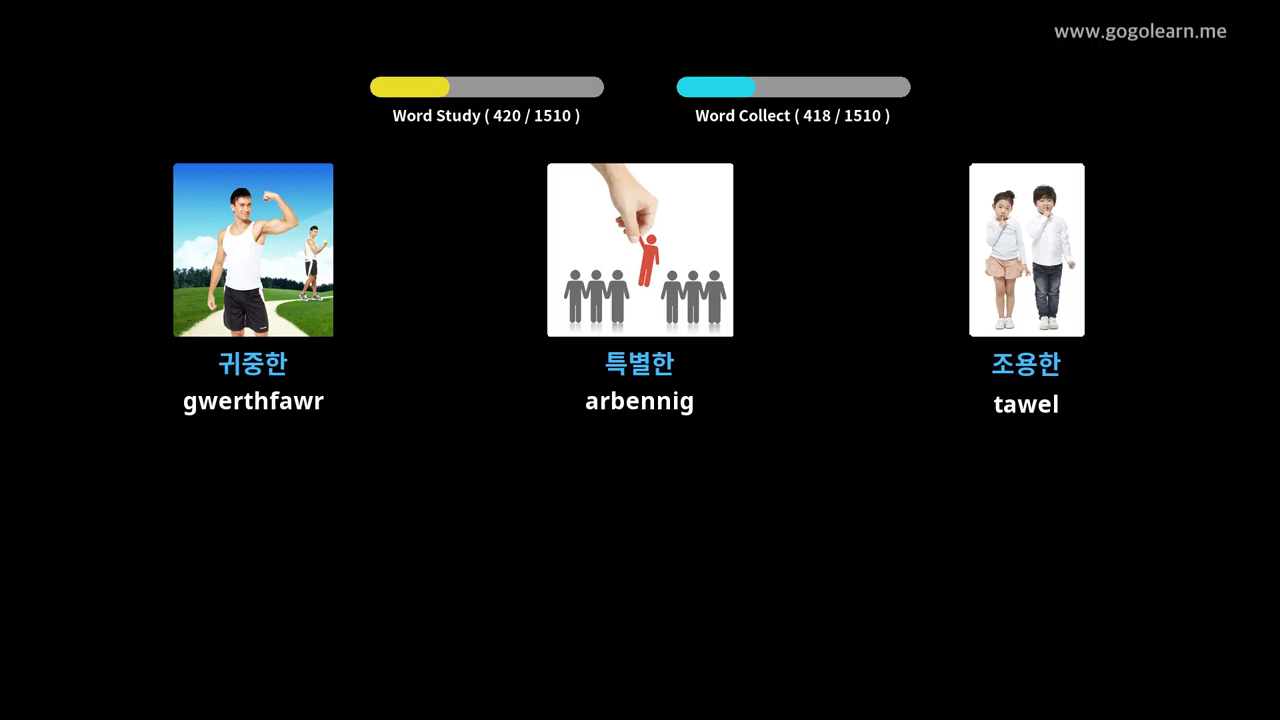 www.gogolearn.me
Word Study ( 420 / 1510 )
Word Collect ( 418 / 1510 )
귀중한
gwerthfawr
특별한
arbennig
조용한
tawel